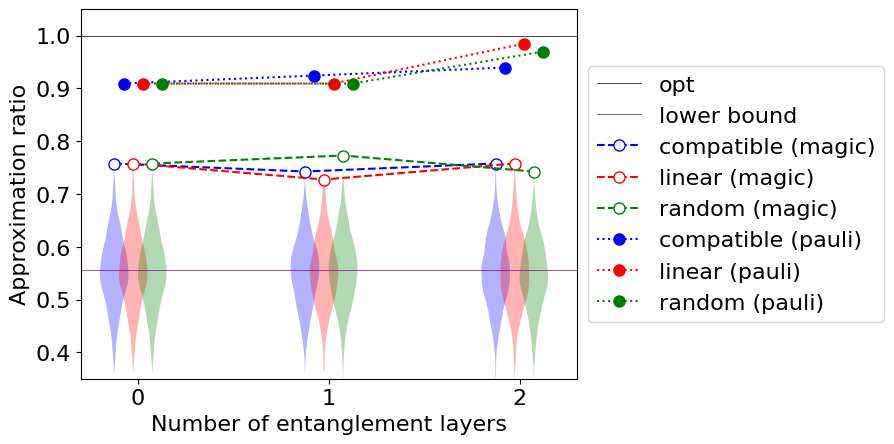 1.0
0.9
0.8
0.7
0.6
0.5
0.4
Approximation ratio
0 1 2
Number of entanglement layers
opt
lower bound
compatible (magic)
linear (magic)
random (magic)
compatible (pauli)
linear (pauli)
random (pauli)